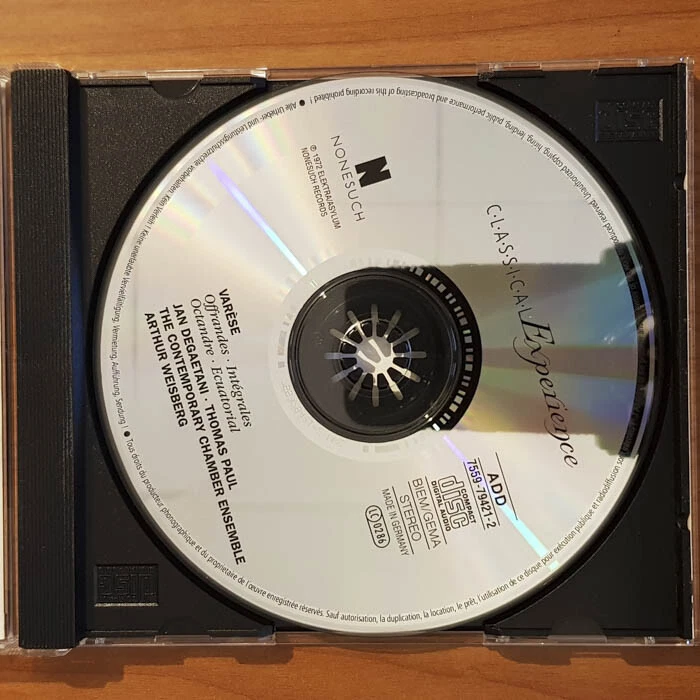 C·L·A·S·S·I·C·A·L Experience
N
NONESUCH
℗ 1972 ELEKTRA/ASYLUM
NONESUCH RECORDS
ADD
7559-79421-2
COMPACT
disc
DIGITAL AUDIO
BIEM/GEMA
STEREO
MADE IN GERMANY
LC 0286
VARÈSE
Offrandes · Intégrales
Octandre · Ecuatorial
JAN DEGAETANI · THOMAS PAUL
THE CONTEMPORARY CHAMBER ENSEMBLE
ARTHUR WEISBERG
● Alle Urheber- und Leistungsschutzrechte vorbehalten. Kein Verleih! Keine unerlaubte Vervielfältigung, Vermietung, Aufführung, Sendung! ● Tous droits du producteur phonographique et du propriétaire de l'œuvre enregistrée réservés. Sauf autorisation, la duplication, la location, le prêt, l'utilisation de ce disque pour exécution publique et radiodiffusion sont
reserved. Unauthorized copying, hiring, lending, public performance and broadcasting of this recording prohibited!